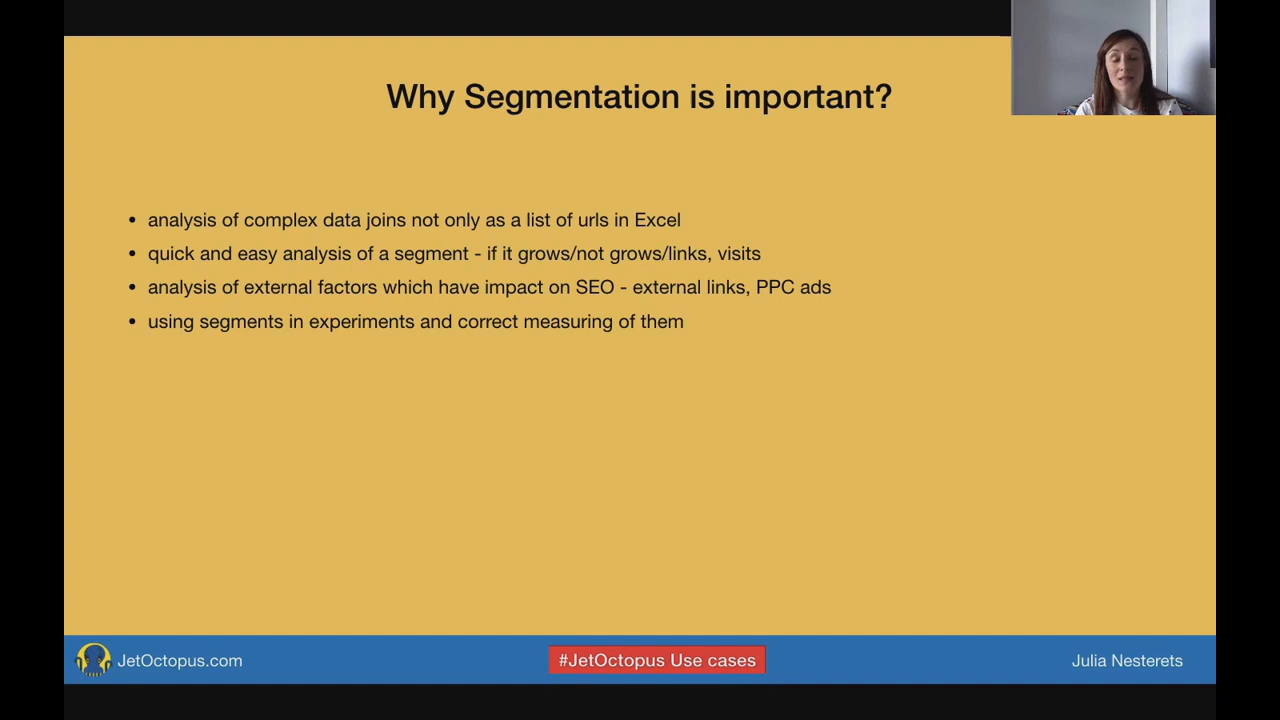 Why Segmentation is important?
• analysis of complex data joins not only as a list of urls in Excel
• quick and easy analysis of a segment - if it grows/not grows/links, visits
• analysis of external factors which have impact on SEO - external links, PPC ads
• using segments in experiments and correct measuring of them
JetOctopus.com
#JetOctopus Use cases
Julia Nesterets